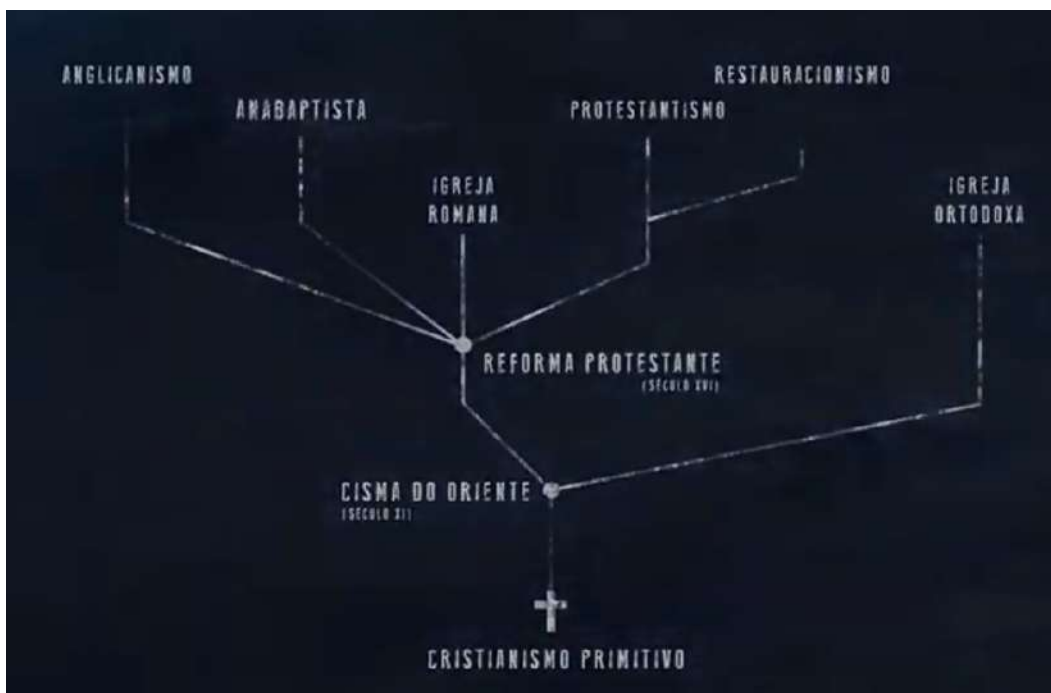 ANGLICANISMO
RESTAURACIONISMO
ANABAPTISTA
PROTESTANTISMO
IGREJA
ROMANA
IGREJA
ORTODOXA
REFORMA PROTESTANTE
(SÉCULO XVI)
CISMA DO ORIENTE
(SÉCULO XI)
CRISTIANISMO PRIMITIVO